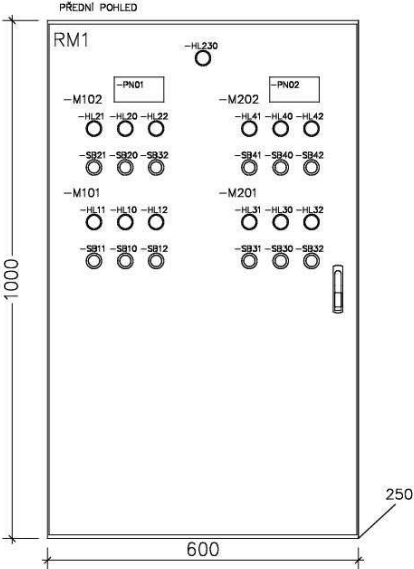 PŘEDNÍ POHLED
RM1
-HL230
-PN01 -PN02
-M102 -M202
-HL21 -HL20 -HL22 -HL41 -HL40 -HL42
-SB21 -SB20 -SB32 -SB41 -SB40 -SB42
-M101 -M201
-HL11 -HL10 -HL12 -HL31 -HL30 -HL32
-SB11 -SB10 -SB12 -SB31 -SB30 -SB32
1000
250
600